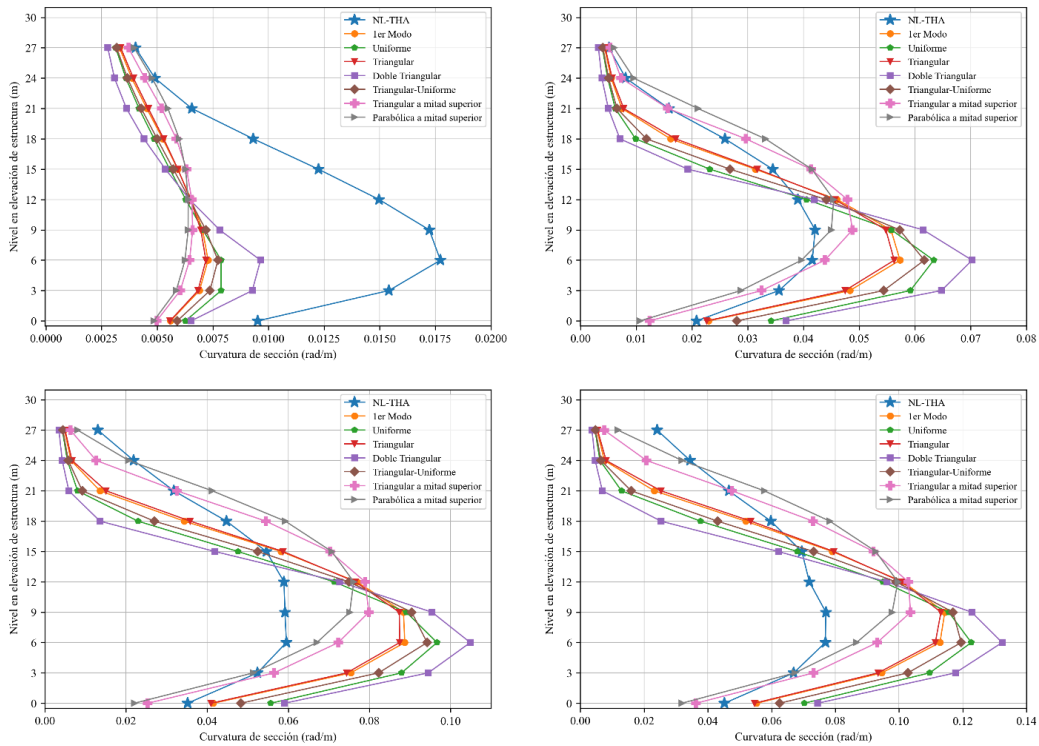 30
27
24
21
18
15
12
9
6
3
0
Nivel en elevación de estructura (m)
NL-THA
1er Modo
Uniforme
Triangular
Doble Triangular
Triangular-Uniforme
Triangular a mitad superior
Parabólica a mitad superior
0.0000 0.0025 0.0050 0.0075 0.0100 0.0125 0.0150 0.0175 0.0200
Curvatura de sección (rad/m)
30
27
24
21
18
15
12
9
6
3
0
Nivel en elevación de estructura (m)
NL-THA
1er Modo
Uniforme
Triangular
Doble Triangular
Triangular-Uniforme
Triangular a mitad superior
Parabólica a mitad superior
0.00 0.01 0.02 0.03 0.04 0.05 0.06 0.07 0.08
Curvatura de sección (rad/m)
30
27
24
21
18
15
12
9
6
3
0
Nivel en elevación de estructura (m)
NL-THA
1er Modo
Uniforme
Triangular
Doble Triangular
Triangular-Uniforme
Triangular a mitad superior
Parabólica a mitad superior
0.00 0.02 0.04 0.06 0.08 0.10
Curvatura de sección (rad/m)
30
27
24
21
18
15
12
9
6
3
0
Nivel en elevación de estructura (m)
NL-THA
1er Modo
Uniforme
Triangular
Doble Triangular
Triangular-Uniforme
Triangular a mitad superior
Parabólica a mitad superior
0.00 0.02 0.04 0.06 0.08 0.10 0.12 0.14
Curvatura de sección (rad/m)